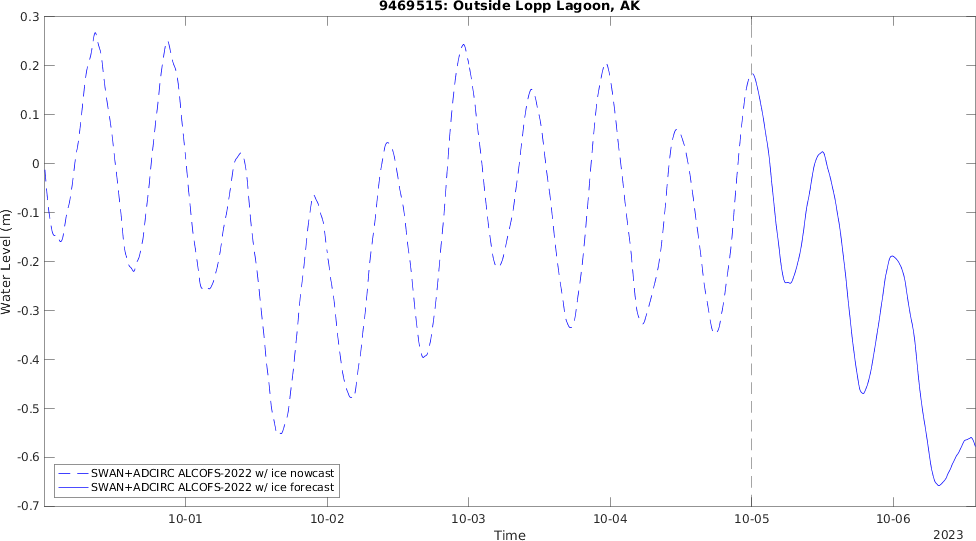 9469515: Outside Lopp Lagoon, AK
0.3
0.2
0.1
0
-0.1
-0.2
-0.3
-0.4
-0.5
-0.6
-0.7
Water Level (m)
SWAN+ADCIRC ALCOFS-2022 w/ ice nowcast
SWAN+ADCIRC ALCOFS-2022 w/ ice forecast
10-01 10-02 10-03 10-04 10-05 10-06
Time
2023